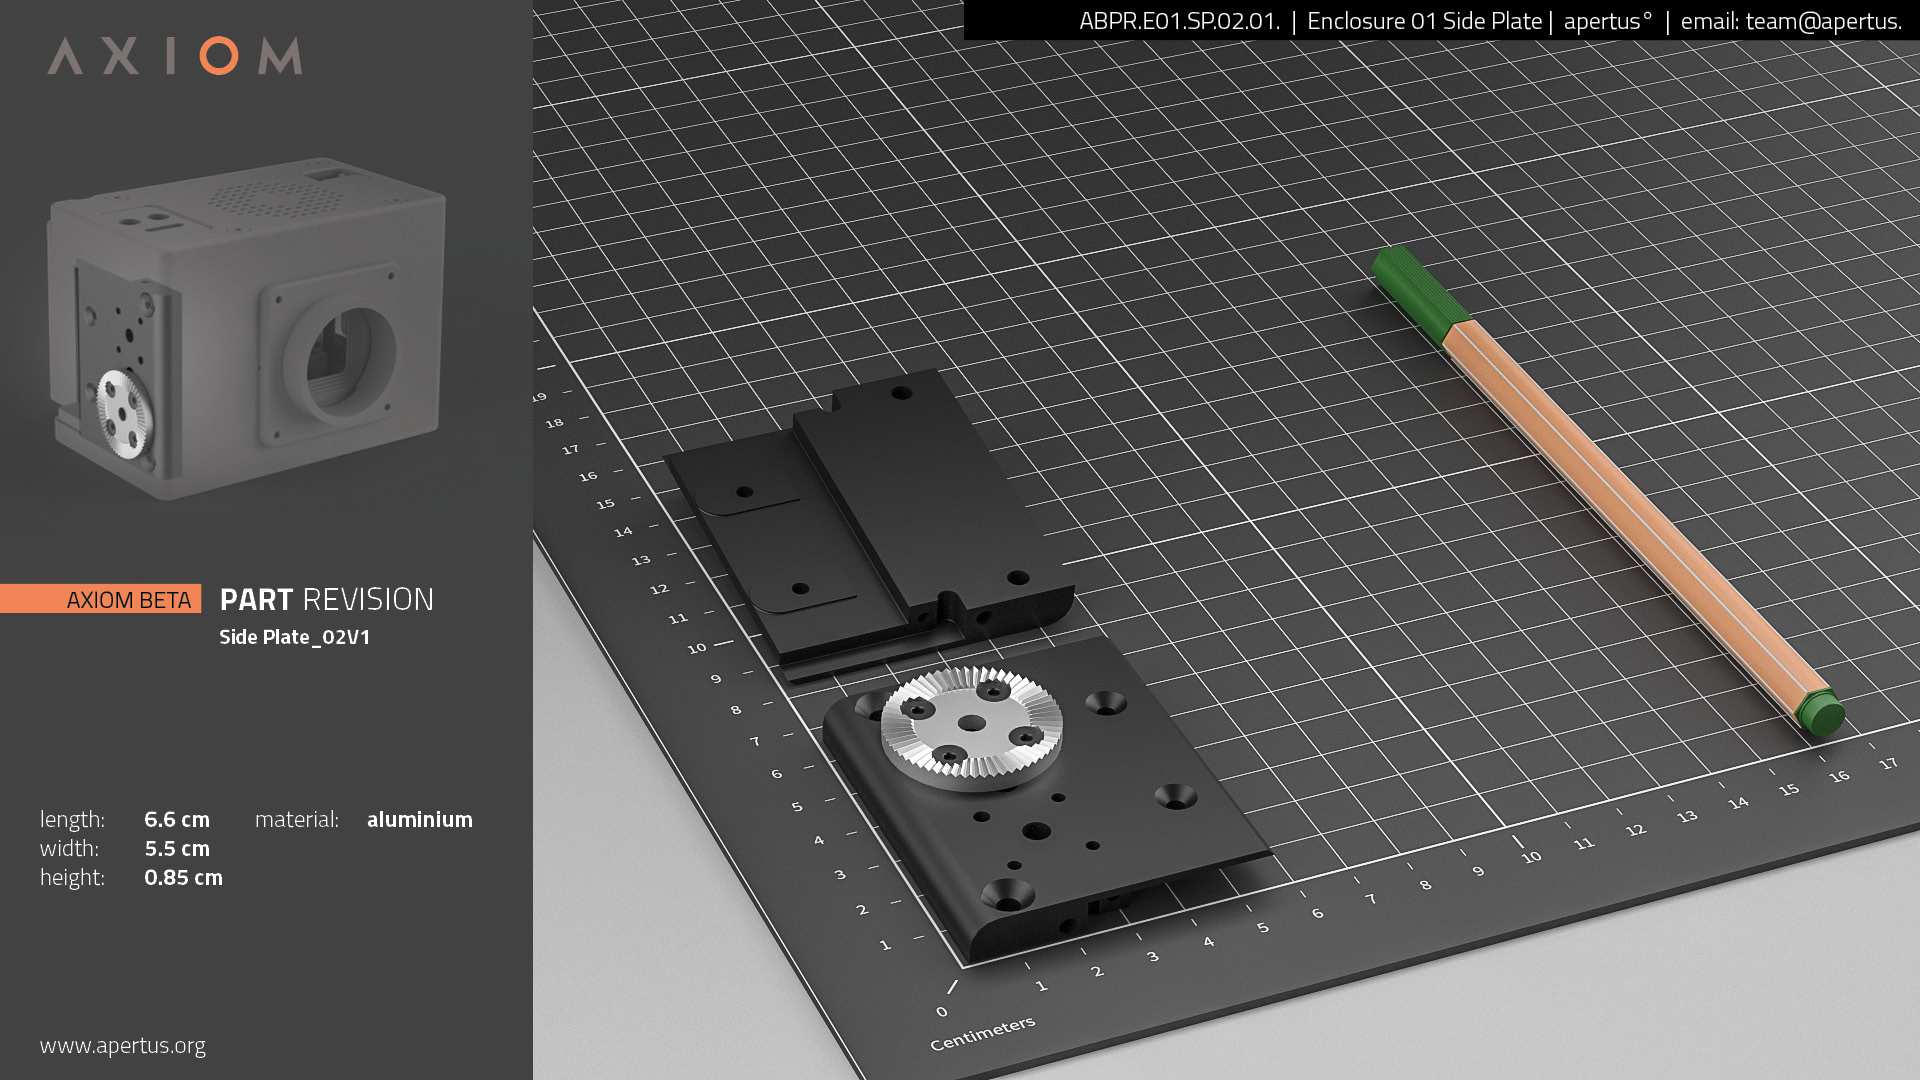 AXIOM
ABPR.E01.SP.02.01. | Enclosure 01 Side Plate | apertus° | email: team@apertus.
AXIOM BETA PART REVISION
Side Plate_02V1
length: 6.6 cm material: aluminium
width: 5.5 cm
height: 0.85 cm
www.apertus.org
19
18
17
16
15
14
13
12
11
10
9
8
7
6
5
4
3
2
1
0
1 2 3 4 5 6 7 8 9 10 11 12 13 14 15 16 17
Centimeters